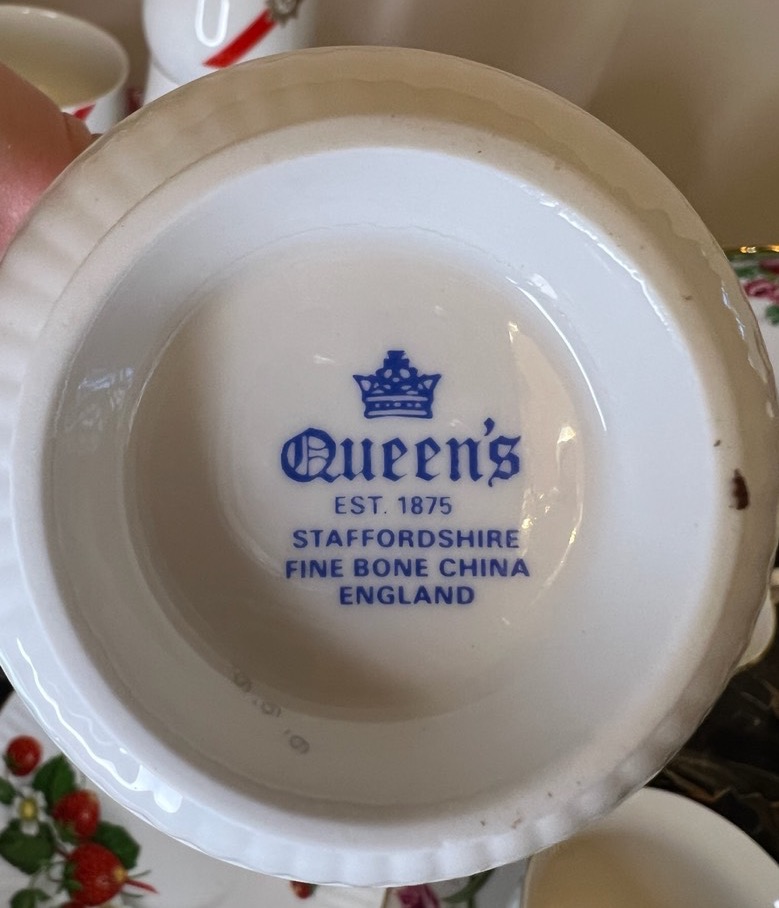 Queen's
EST. 1875
STAFFORDSHIRE
FINE BONE CHINA
ENGLAND